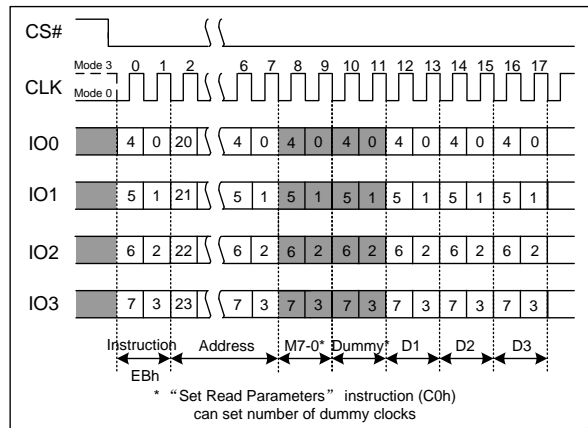 CS#
Mode 3 0 1 2 6 7 8 9 10 11 12 13 14 15 16 17
CLK
Mode 0
IO0 4 0 20 4 0 4 0 4 0 4 0 4 0 4 0
IO1 5 1 21 5 1 5 1 5 1 5 1 5 1 5 1
IO2 6 2 22 6 2 6 2 6 2 6 2 6 2 6 2
IO3 7 3 23 7 3 7 3 7 3 7 3 7 3 7 3
Instruction Address M7-0* Dummy* D1 D2 D3
EBh
* “Set Read Parameters” instruction (C0h)
can set number of dummy clocks